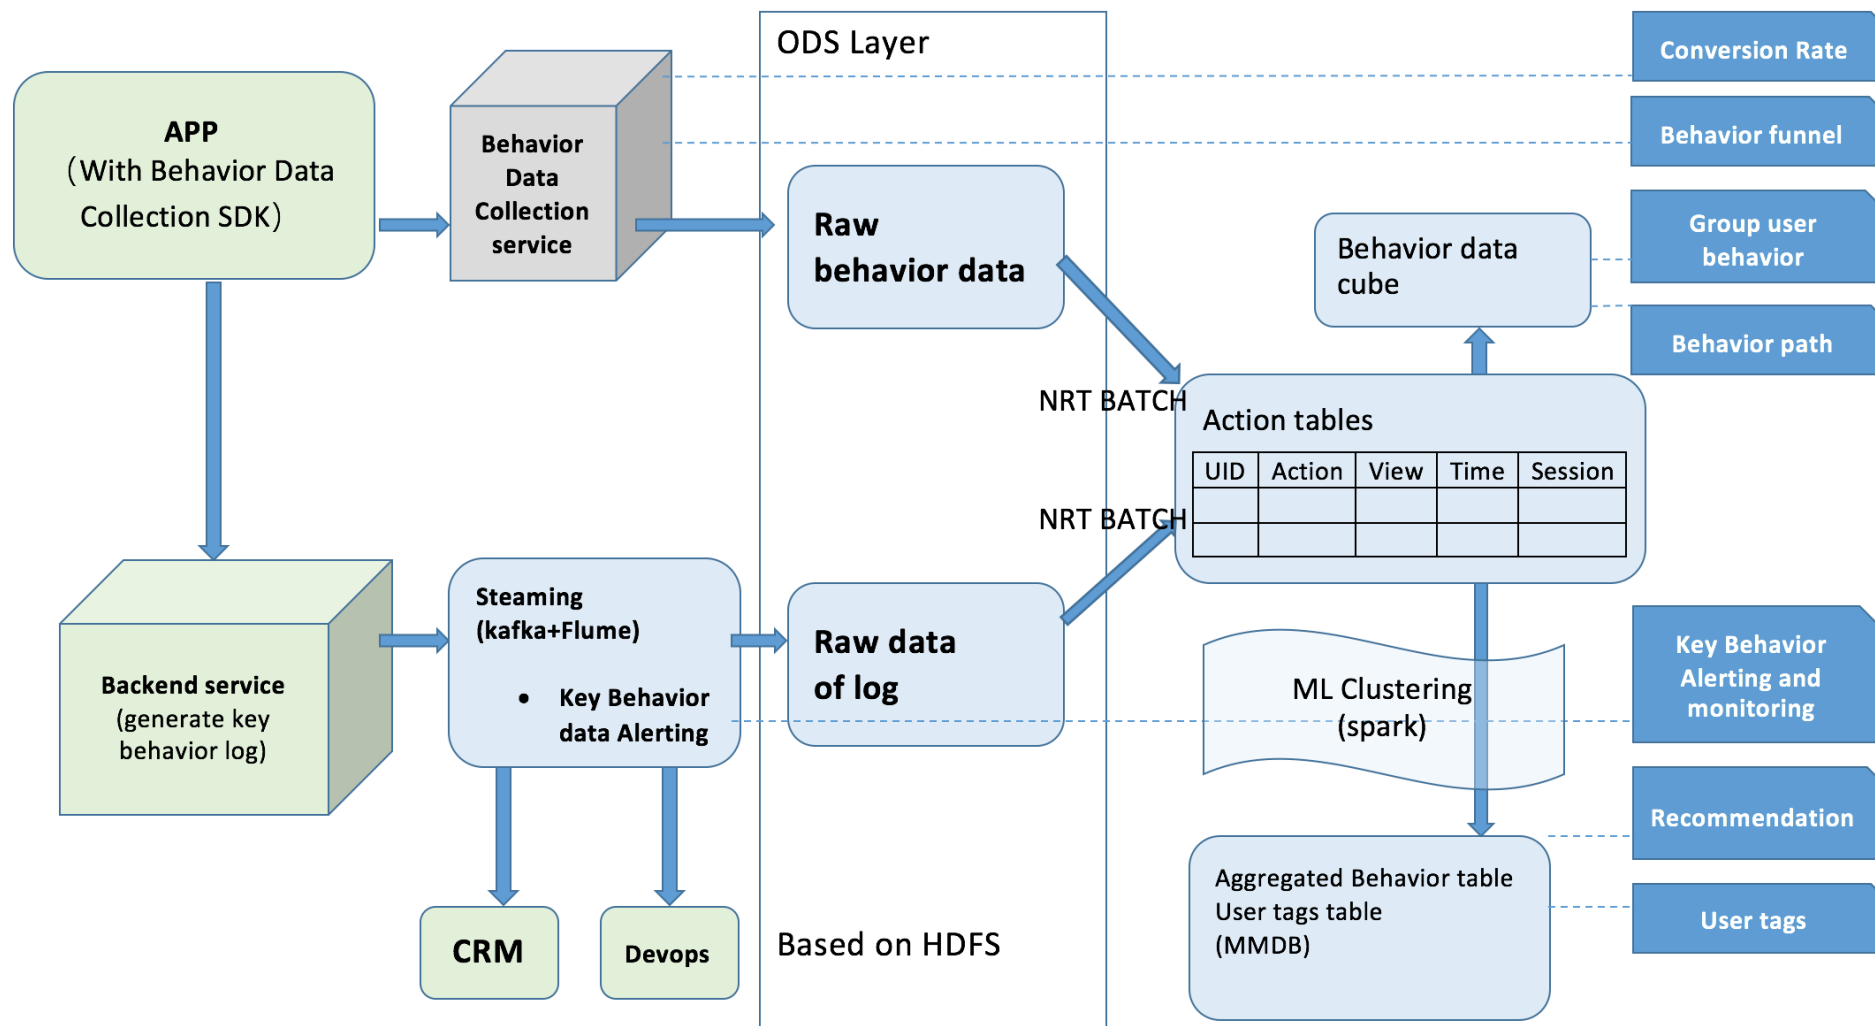 APP
（With Behavior Data
Collection SDK）
Behavior
Data
Collection
service
ODS Layer
Raw
behavior data
Conversion Rate
Behavior funnel
Group user
behavior
Behavior path
Behavior data
cube
NRT BATCH
Action tables
UID Action View Time Session
NRT BATCH
Backend service
(generate key
behavior log)
Steaming
(kafka+Flume)
• Key Behavior
data Alerting
Raw data
of log
ML Clustering
(spark)
Key Behavior
Alerting and
monitoring
Recommendation
User tags
CRM
Devops
Based on HDFS
Aggregated Behavior table
User tags table
(MMDB)